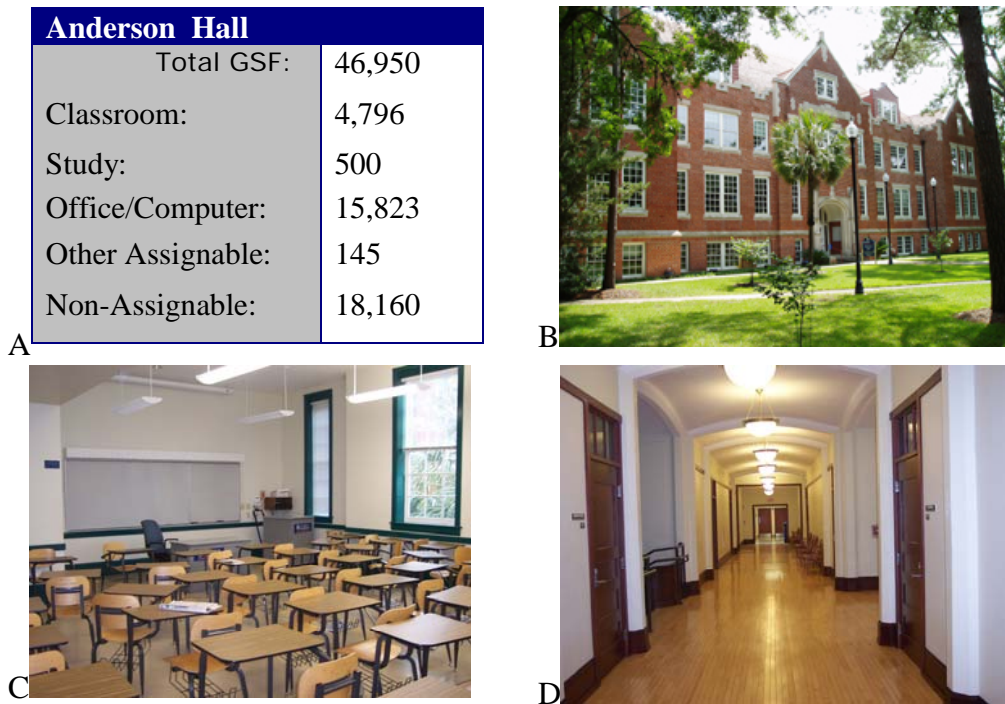 Anderson Hall
Total GSF: 46,950
Classroom: 4,796
Study: 500
Office/Computer: 15,823
Other Assignable: 145
Non-Assignable: 18,160
A
B
C
D